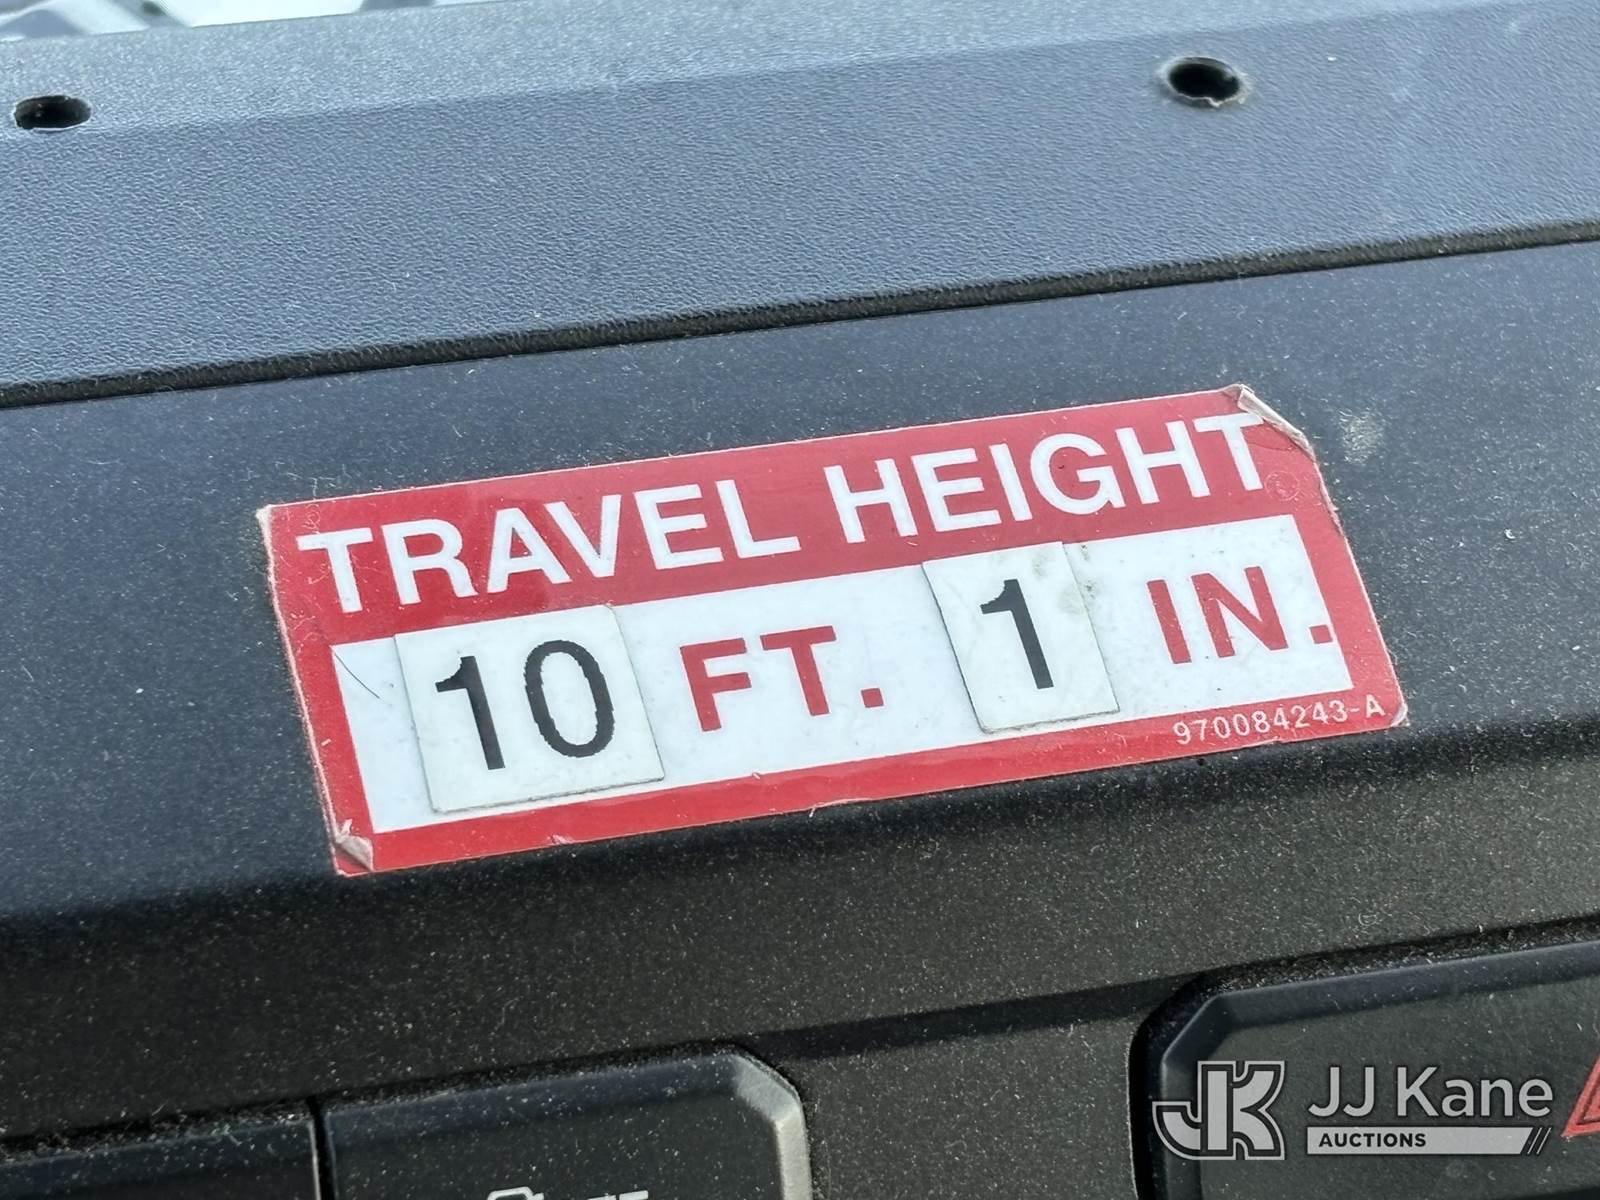 TRAVEL HEIGHT
10 FT. 1 IN.
970084243-A
JJ Kane
AUCTIONS